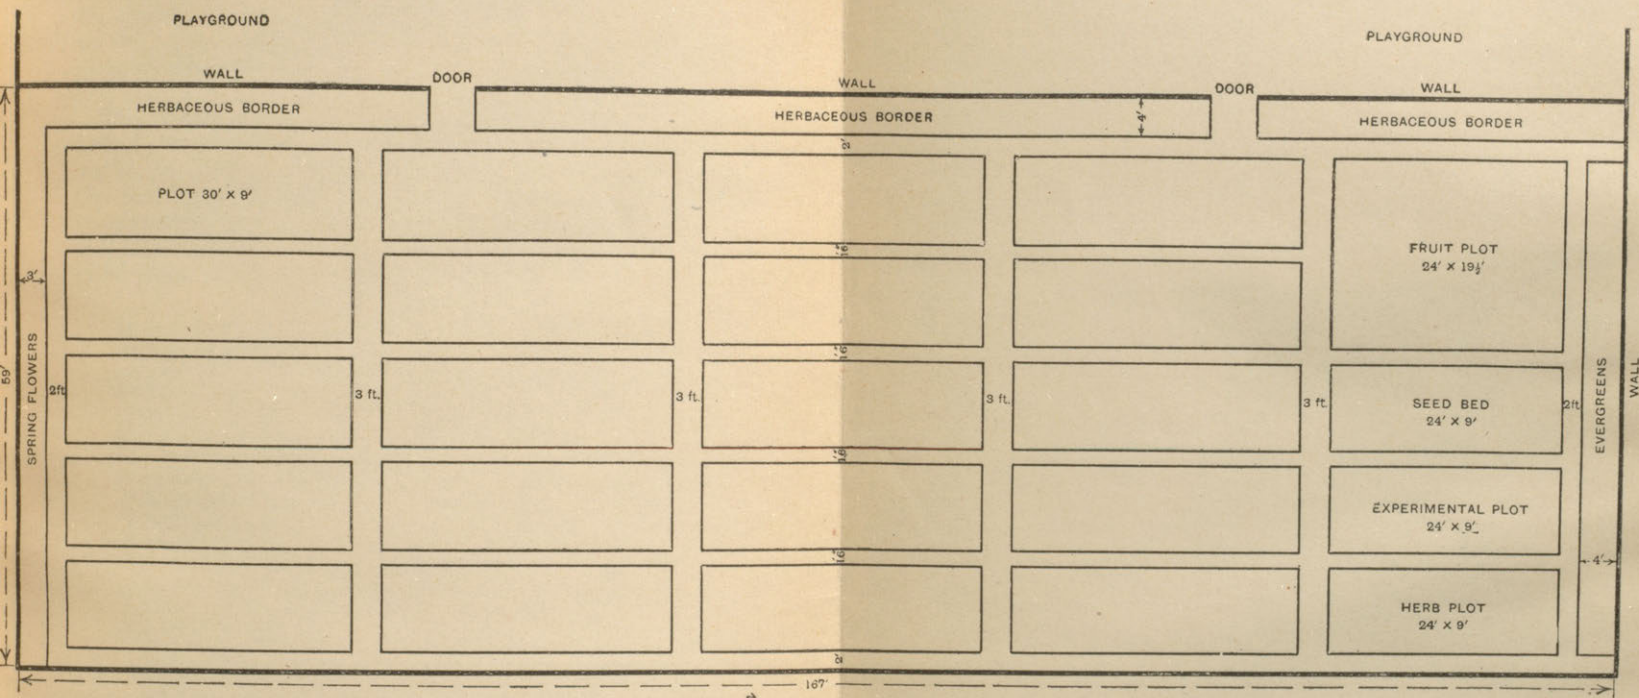 PLAYGROUND
PLAYGROUND
WALL
DOOR
WALL
DOOR
WALL
HERBACEOUS BORDER
HERBACEOUS BORDER
4'
HERBACEOUS BORDER
2'
PLOT 30' × 9'
FRUIT PLOT
24' × 19½'
3'
59'
SPRING FLOWERS
2ft
3 ft.
3 ft.
3 ft.
3 ft.
SEED BED
24' × 9'
2ft
EVERGREENS
WALL
EXPERIMENTAL PLOT
24' × 9'
4'
HERB PLOT
24' × 9'
2'
167'